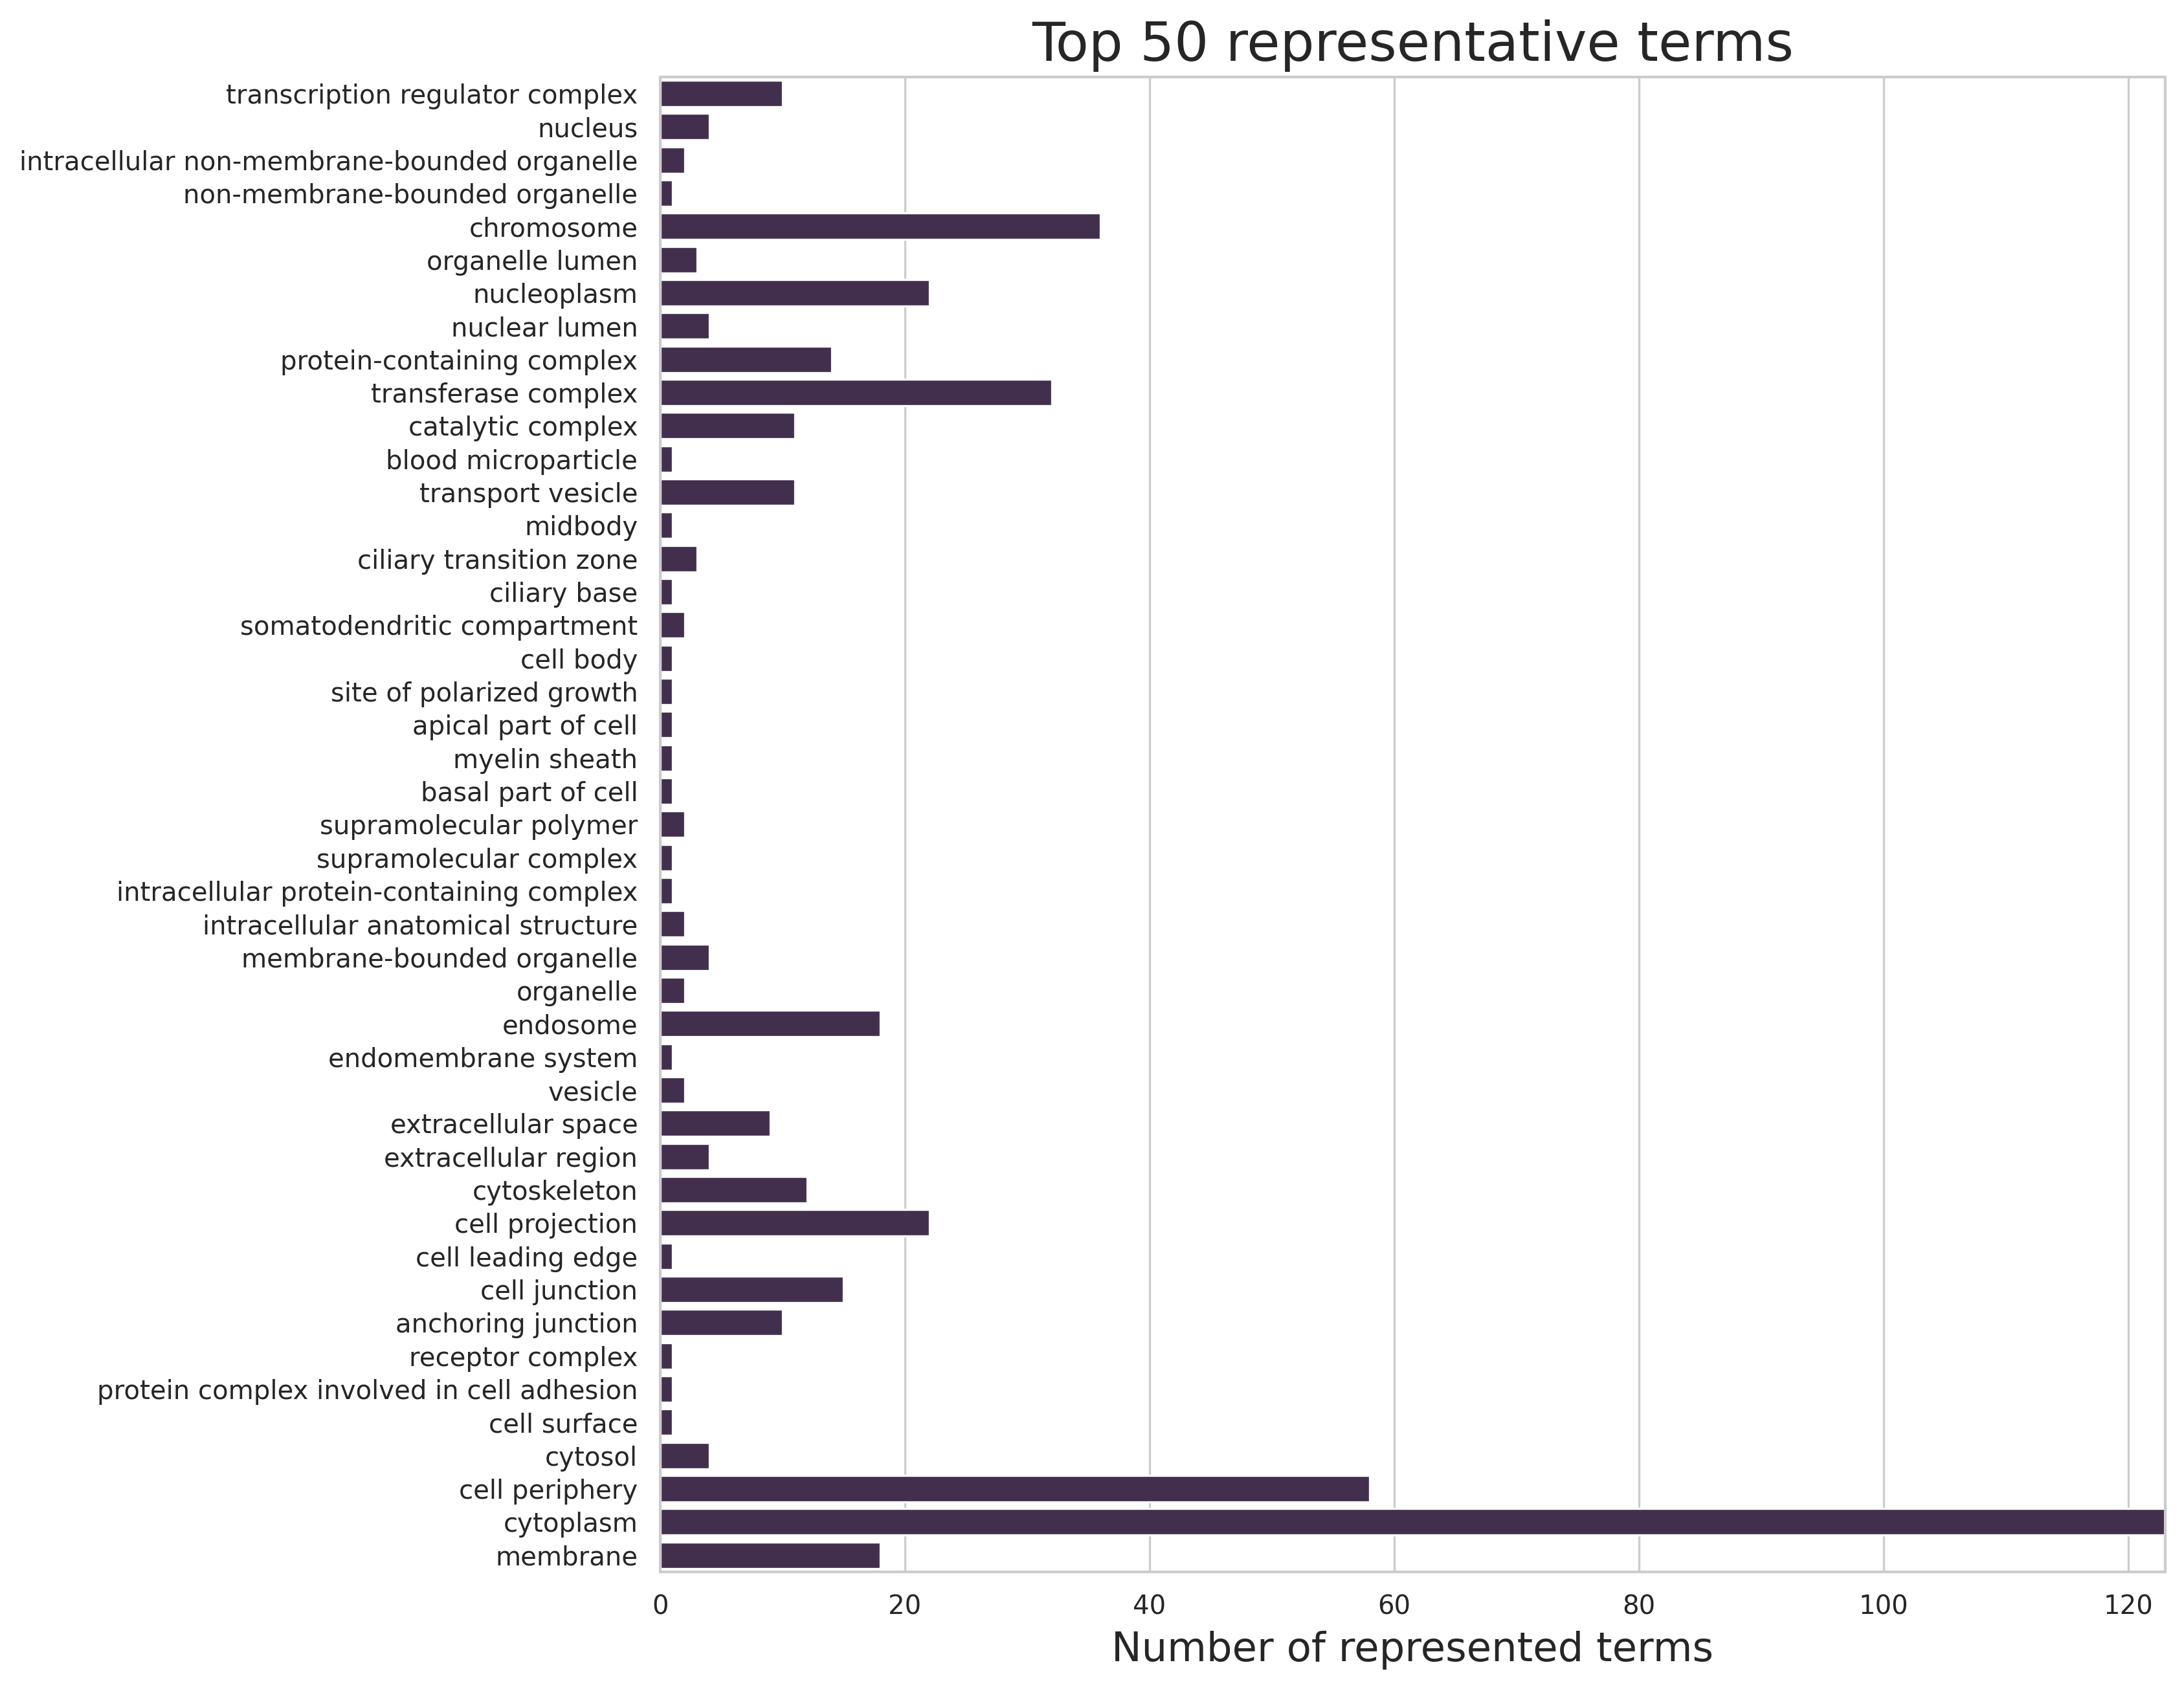 Top 50 representative terms
transcription regulator complex
nucleus
intracellular non-membrane-bounded organelle
non-membrane-bounded organelle
chromosome
organelle lumen
nucleoplasm
nuclear lumen
protein-containing complex
transferase complex
catalytic complex
blood microparticle
transport vesicle
midbody
ciliary transition zone
ciliary base
somatodendritic compartment
cell body
site of polarized growth
apical part of cell
myelin sheath
basal part of cell
supramolecular polymer
supramolecular complex
intracellular protein-containing complex
intracellular anatomical structure
membrane-bounded organelle
organelle
endosome
endomembrane system
vesicle
extracellular space
extracellular region
cytoskeleton
cell projection
cell leading edge
cell junction
anchoring junction
receptor complex
protein complex involved in cell adhesion
cell surface
cytosol
cell periphery
cytoplasm
membrane
0 20 40 60 80 100 120
Number of represented terms